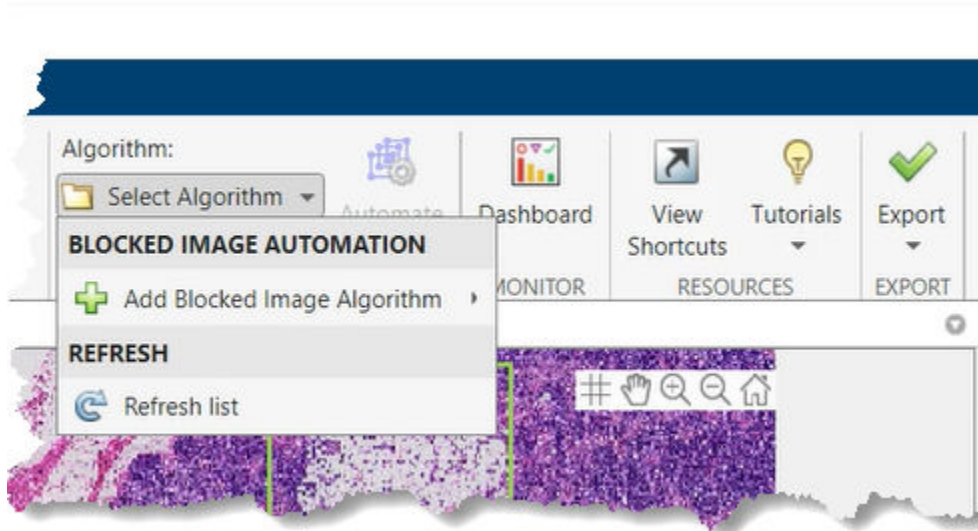 Algorithm:
Select Algorithm
Automate
Dashboard
View
Shortcuts
Tutorials
Export
MONITOR
RESOURCES
EXPORT
BLOCKED IMAGE AUTOMATION
Add Blocked Image Algorithm
REFRESH
Refresh list